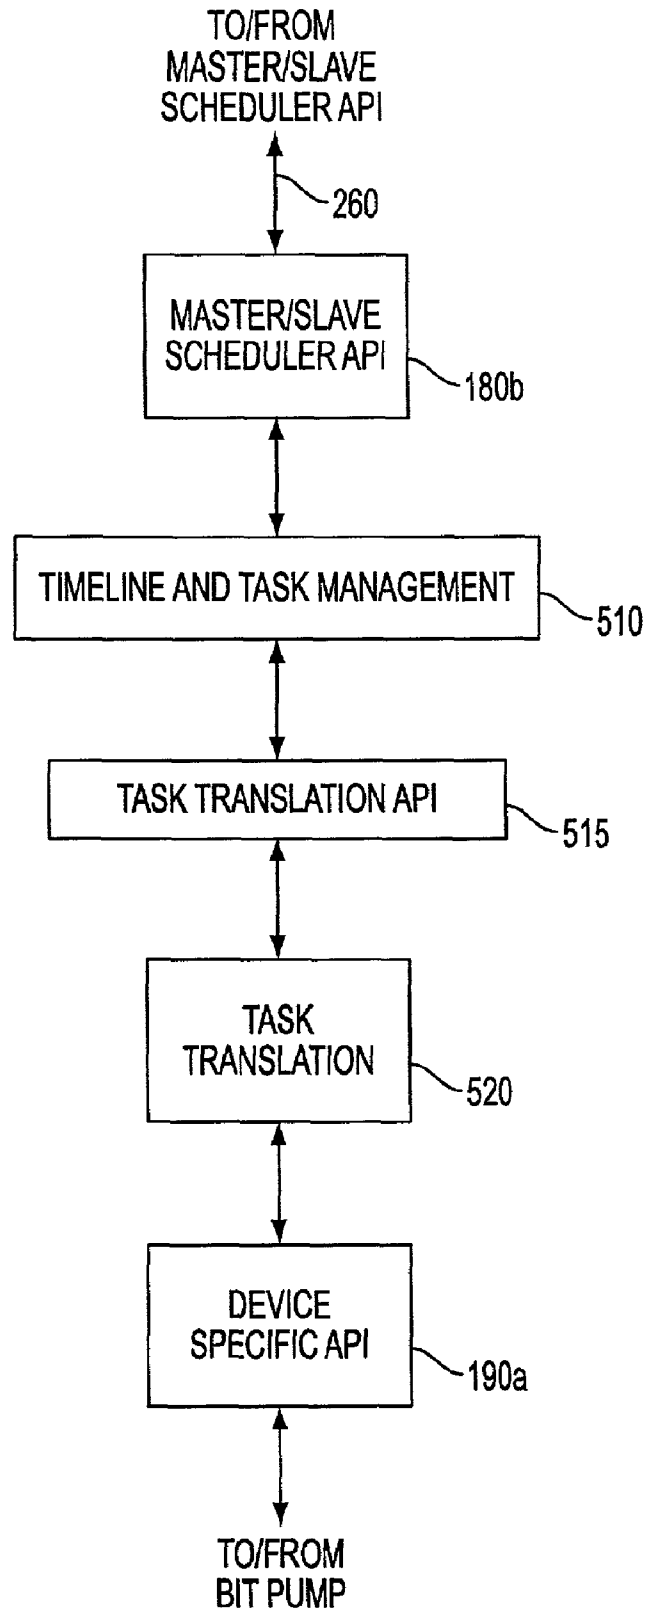 TO/FROM
MASTER/SLAVE
SCHEDULER API
260
MASTER/SLAVE
SCHEDULER API
180b
TIMELINE AND TASK MANAGEMENT
510
TASK TRANSLATION API
515
TASK
TRANSLATION
520
DEVICE
SPECIFIC API
190a
TO/FROM
BIT PUMP